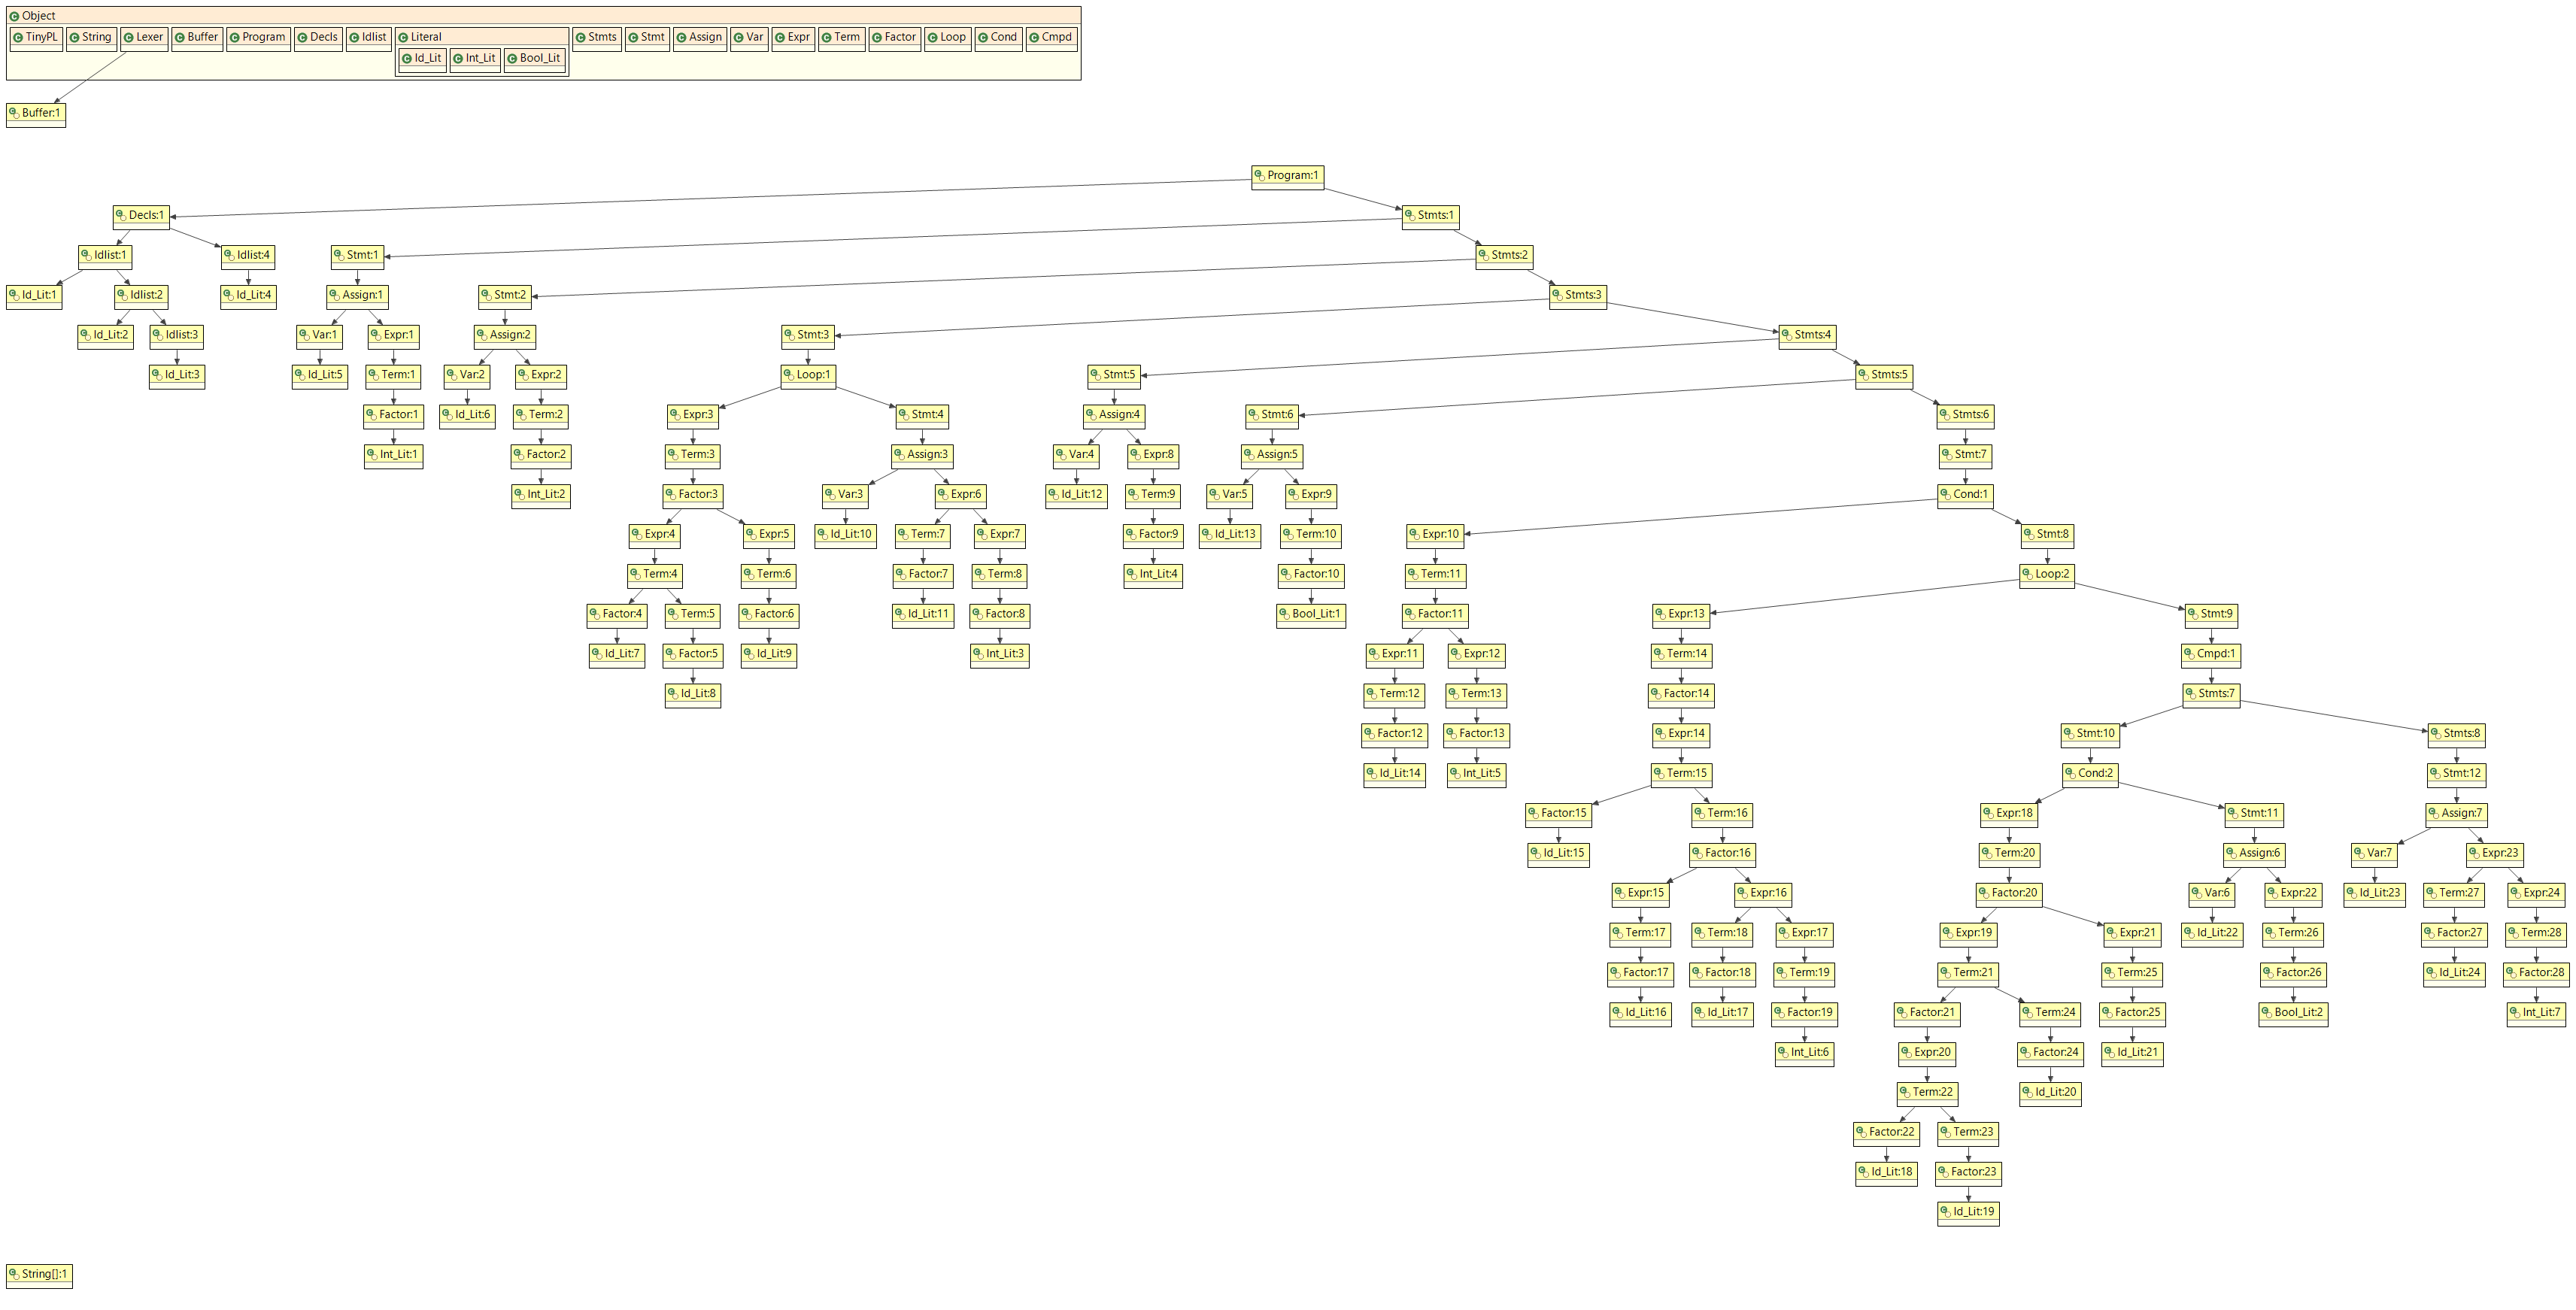 Object
TinyPL String Lexer Buffer Program Decls Idlist Literal Stmts Stmt Assign Var Expr Term Factor Loop Cond Cmpd
Id_Lit Int_Lit Bool_Lit
Buffer:1
Program:1
Decls:1 Stmts:1
Idlist:1 Idlist:4 Stmt:1 Stmts:2
Id_Lit:1 Idlist:2 Id_Lit:4 Assign:1 Stmt:2 Stmts:3
Id_Lit:2 Idlist:3 Var:1 Expr:1 Assign:2 Stmt:3 Stmts:4
Id_Lit:3 Id_Lit:5 Term:1 Var:2 Expr:2 Loop:1 Stmt:5 Stmts:5
Factor:1 Id_Lit:6 Term:2 Expr:3 Stmt:4 Assign:4 Stmt:6 Stmts:6
Int_Lit:1 Factor:2 Term:3 Assign:3 Var:4 Expr:8 Assign:5 Stmt:7
Int_Lit:2 Factor:3 Var:3 Expr:6 Id_Lit:12 Term:9 Var:5 Expr:9 Cond:1
Expr:4 Expr:5 Id_Lit:10 Term:7 Expr:7 Factor:9 Id_Lit:13 Term:10 Expr:10 Stmt:8
Term:4 Term:6 Factor:7 Term:8 Int_Lit:4 Factor:10 Term:11 Loop:2
Factor:4 Term:5 Factor:6 Id_Lit:11 Factor:8 Bool_Lit:1 Factor:11 Expr:13 Stmt:9
Id_Lit:7 Factor:5 Id_Lit:9 Int_Lit:3 Expr:11 Expr:12 Term:14 Cmpd:1
Id_Lit:8 Term:12 Term:13 Factor:14 Stmts:7
Factor:12 Factor:13 Expr:14 Stmt:10 Stmts:8
Id_Lit:14 Int_Lit:5 Term:15 Cond:2 Stmt:12
Factor:15 Term:16 Expr:18 Stmt:11 Assign:7
Id_Lit:15 Factor:16 Term:20 Assign:6 Var:7 Expr:23
Expr:15 Expr:16 Factor:20 Var:6 Expr:22 Id_Lit:23 Term:27 Expr:24
Term:17 Term:18 Expr:17 Expr:19 Expr:21 Id_Lit:22 Term:26 Factor:27 Term:28
Factor:17 Factor:18 Term:19 Term:21 Term:25 Factor:26 Id_Lit:24 Factor:28
Id_Lit:16 Id_Lit:17 Factor:19 Factor:21 Term:24 Factor:25 Bool_Lit:2 Int_Lit:7
Int_Lit:6 Expr:20 Factor:24 Id_Lit:21
Term:22 Id_Lit:20
Factor:22 Term:23
Id_Lit:18 Factor:23
Id_Lit:19
String[]:1